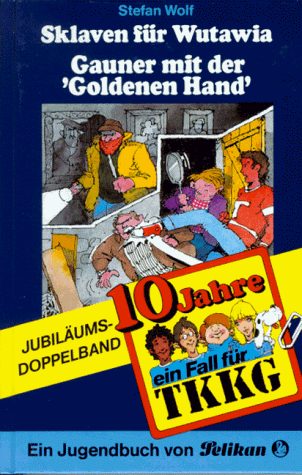 Stefan Wolf
Sklaven für Wutawia
Gauner mit der
'Goldenen Hand'
T
10 Jahre
JUBILÄUMS-
DOPPELBAND
ein Fall für
TKKG
Ein Jugendbuch von Pelikan